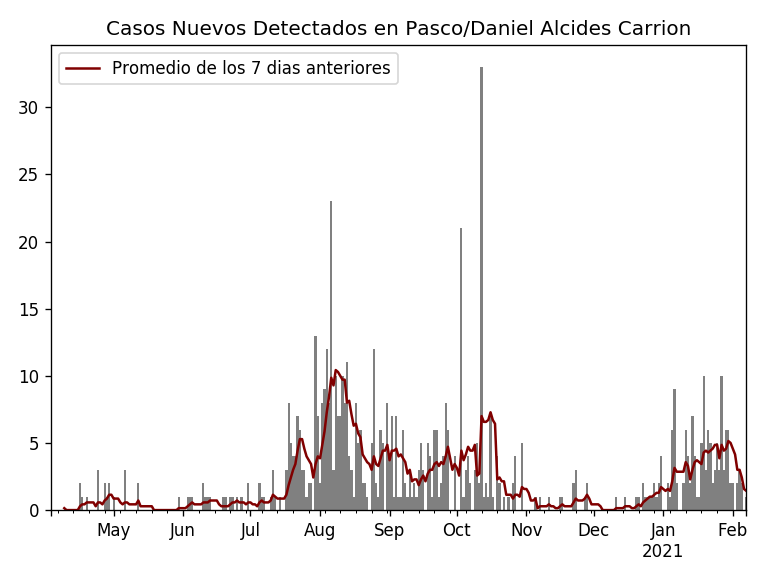 Casos Nuevos Detectados en Pasco/Daniel Alcides Carrion
Promedio de los 7 dias anteriores
30
25
20
15
10
5
0
May Jun Jul Aug Sep Oct Nov Dec Jan Feb
2021